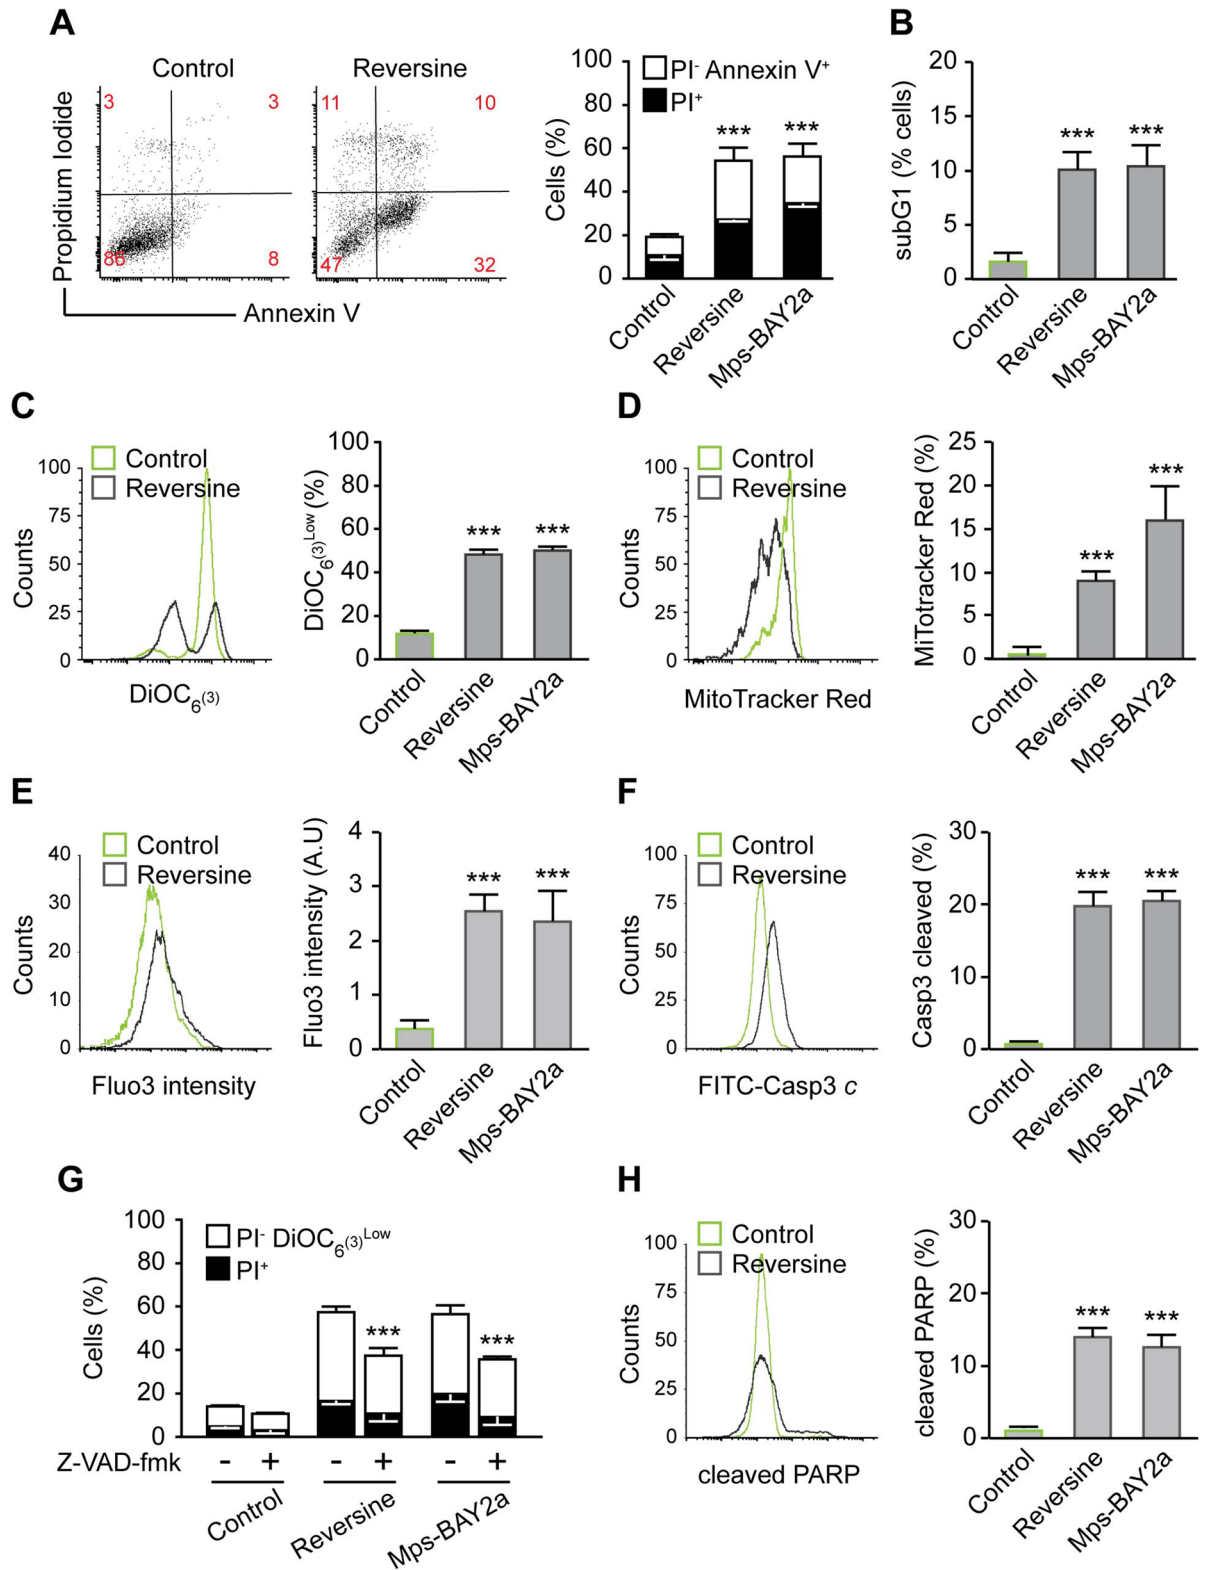 A
Control
Reversine
3
3
11
10
86
8
47
32
Propidium Iodide
Annexin V
Cells (%)
100
80
60
40
20
0
PI- Annexin V+
PI+
***
***
Control
Reversine
Mps-BAY2a
B
subG1 (% cells)
20
15
10
5
0
***
***
Control
Reversine
Mps-BAY2a
C
Control
Reversine
Counts
100
75
50
25
0
DiOC6(3)
DiOC6(3)Low (%)
100
80
60
40
20
0
***
***
Control
Reversine
Mps-BAY2a
D
Control
Reversine
Counts
100
75
50
25
0
MitoTracker Red
MiTotracker Red (%)
25
20
15
10
5
0
***
***
Control
Reversine
Mps-BAY2a
E
Control
Reversine
Counts
40
30
20
10
0
Fluo3 intensity
Fluo3 intensity (A.U)
4
3
2
1
0
***
***
Control
Reversine
Mps-BAY2a
F
Control
Reversine
Counts
100
75
50
25
0
FITC-Casp3 c
Casp3 cleaved (%)
30
20
10
0
***
***
Control
Reversine
Mps-BAY2a
G
Cells (%)
100
80
60
40
20
0
PI- DiOC6(3)Low
PI+
***
***
Z-VAD-fmk - + - + - +
Control
Reversine
Mps-BAY2a
H
Control
Reversine
Counts
100
75
50
25
0
cleaved PARP
cleaved PARP (%)
30
20
10
0
***
***
Control
Reversine
Mps-BAY2a